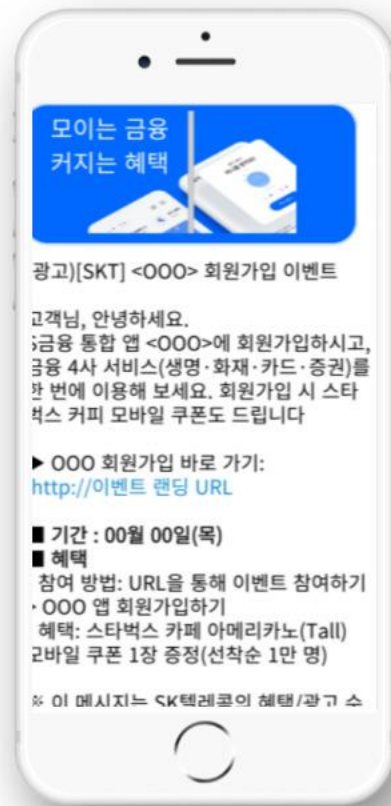 모이는 금융
커지는 혜택
광고)[SKT] <OOO> 회원가입 이벤트
고객님, 안녕하세요.
S금융 통합 앱 <OOO>에 회원가입하시고,
금융 4사 서비스(생명·화재·카드·증권)를
한 번에 이용해 보세요. 회원가입 시 스타
벅스 커피 모바일 쿠폰도 드립니다
▶ OOO 회원가입 바로 가기:
http://이벤트 랜딩 URL
■ 기간 : 00월 00일(목)
■ 혜택
참여 방법: URL을 통해 이벤트 참여하기
> OOO 앱 회원가입하기
혜택: 스타벅스 카페 아메리카노(Tall)
모바일 쿠폰 1장 증정(선착순 1만 명)
※ 이 메시지는 SK텔레콤의 혜택/광고 수